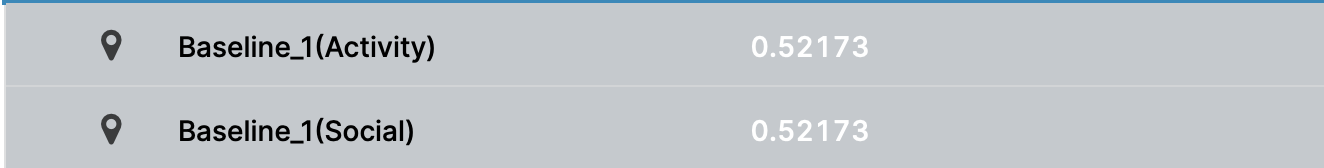 Baseline_1(Activity) 0.52173
Baseline_1(Social) 0.52173